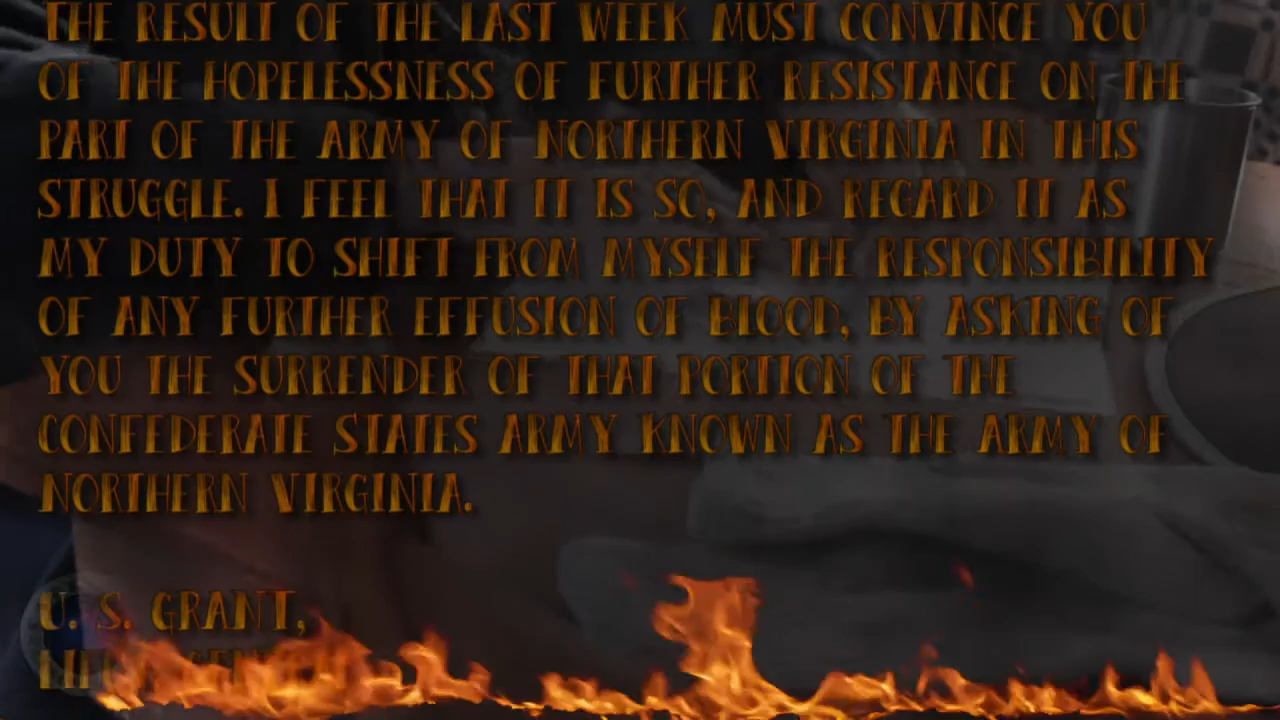 THE RESULT OF THE LAST WEEK MUST CONVINCE YOU
OF THE HOPELESSNESS OF FURTHER RESISTANCE ON THE
PART OF THE ARMY OF NORTHERN VIRGINIA IN THIS
STRUGGLE. I FEEL THAT IT IS SO, AND REGARD IT AS
MY DUTY TO SHIFT FROM MYSELF THE RESPONSIBILITY
OF ANY FURTHER EFFUSION OF BLOOD, BY ASKING OF
YOU THE SURRENDER OF THAT PORTION OF THE
CONFEDERATE STATES ARMY KNOWN AS THE ARMY OF
NORTHERN VIRGINIA.
U. S. GRANT,